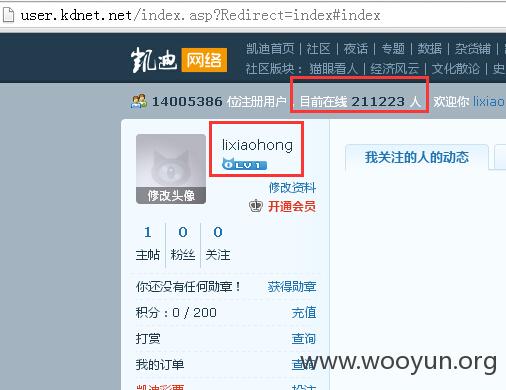 user.kdnet.net/index.asp?Redirect=index#index
凯迪 网络
凯迪首页 | 社区 | 夜话 | 专题 | 数据 | 杂货铺 |
社区版块： 猫眼看人 | 经济风云 | 文化散论 | 史
14005386 位注册用户，目前在线 211223 人 欢迎你 lixiao
lixiaohong
LV1
修改头像
修改资料
开通会员
我关注的人的动态
1 0 0
主帖 粉丝 关注
你还没有任何勋章！ 获得勋章
积分：0 / 200 充值
打赏 查询
我的订单 查询
凯迪彩票 投注
www.wooyun.org